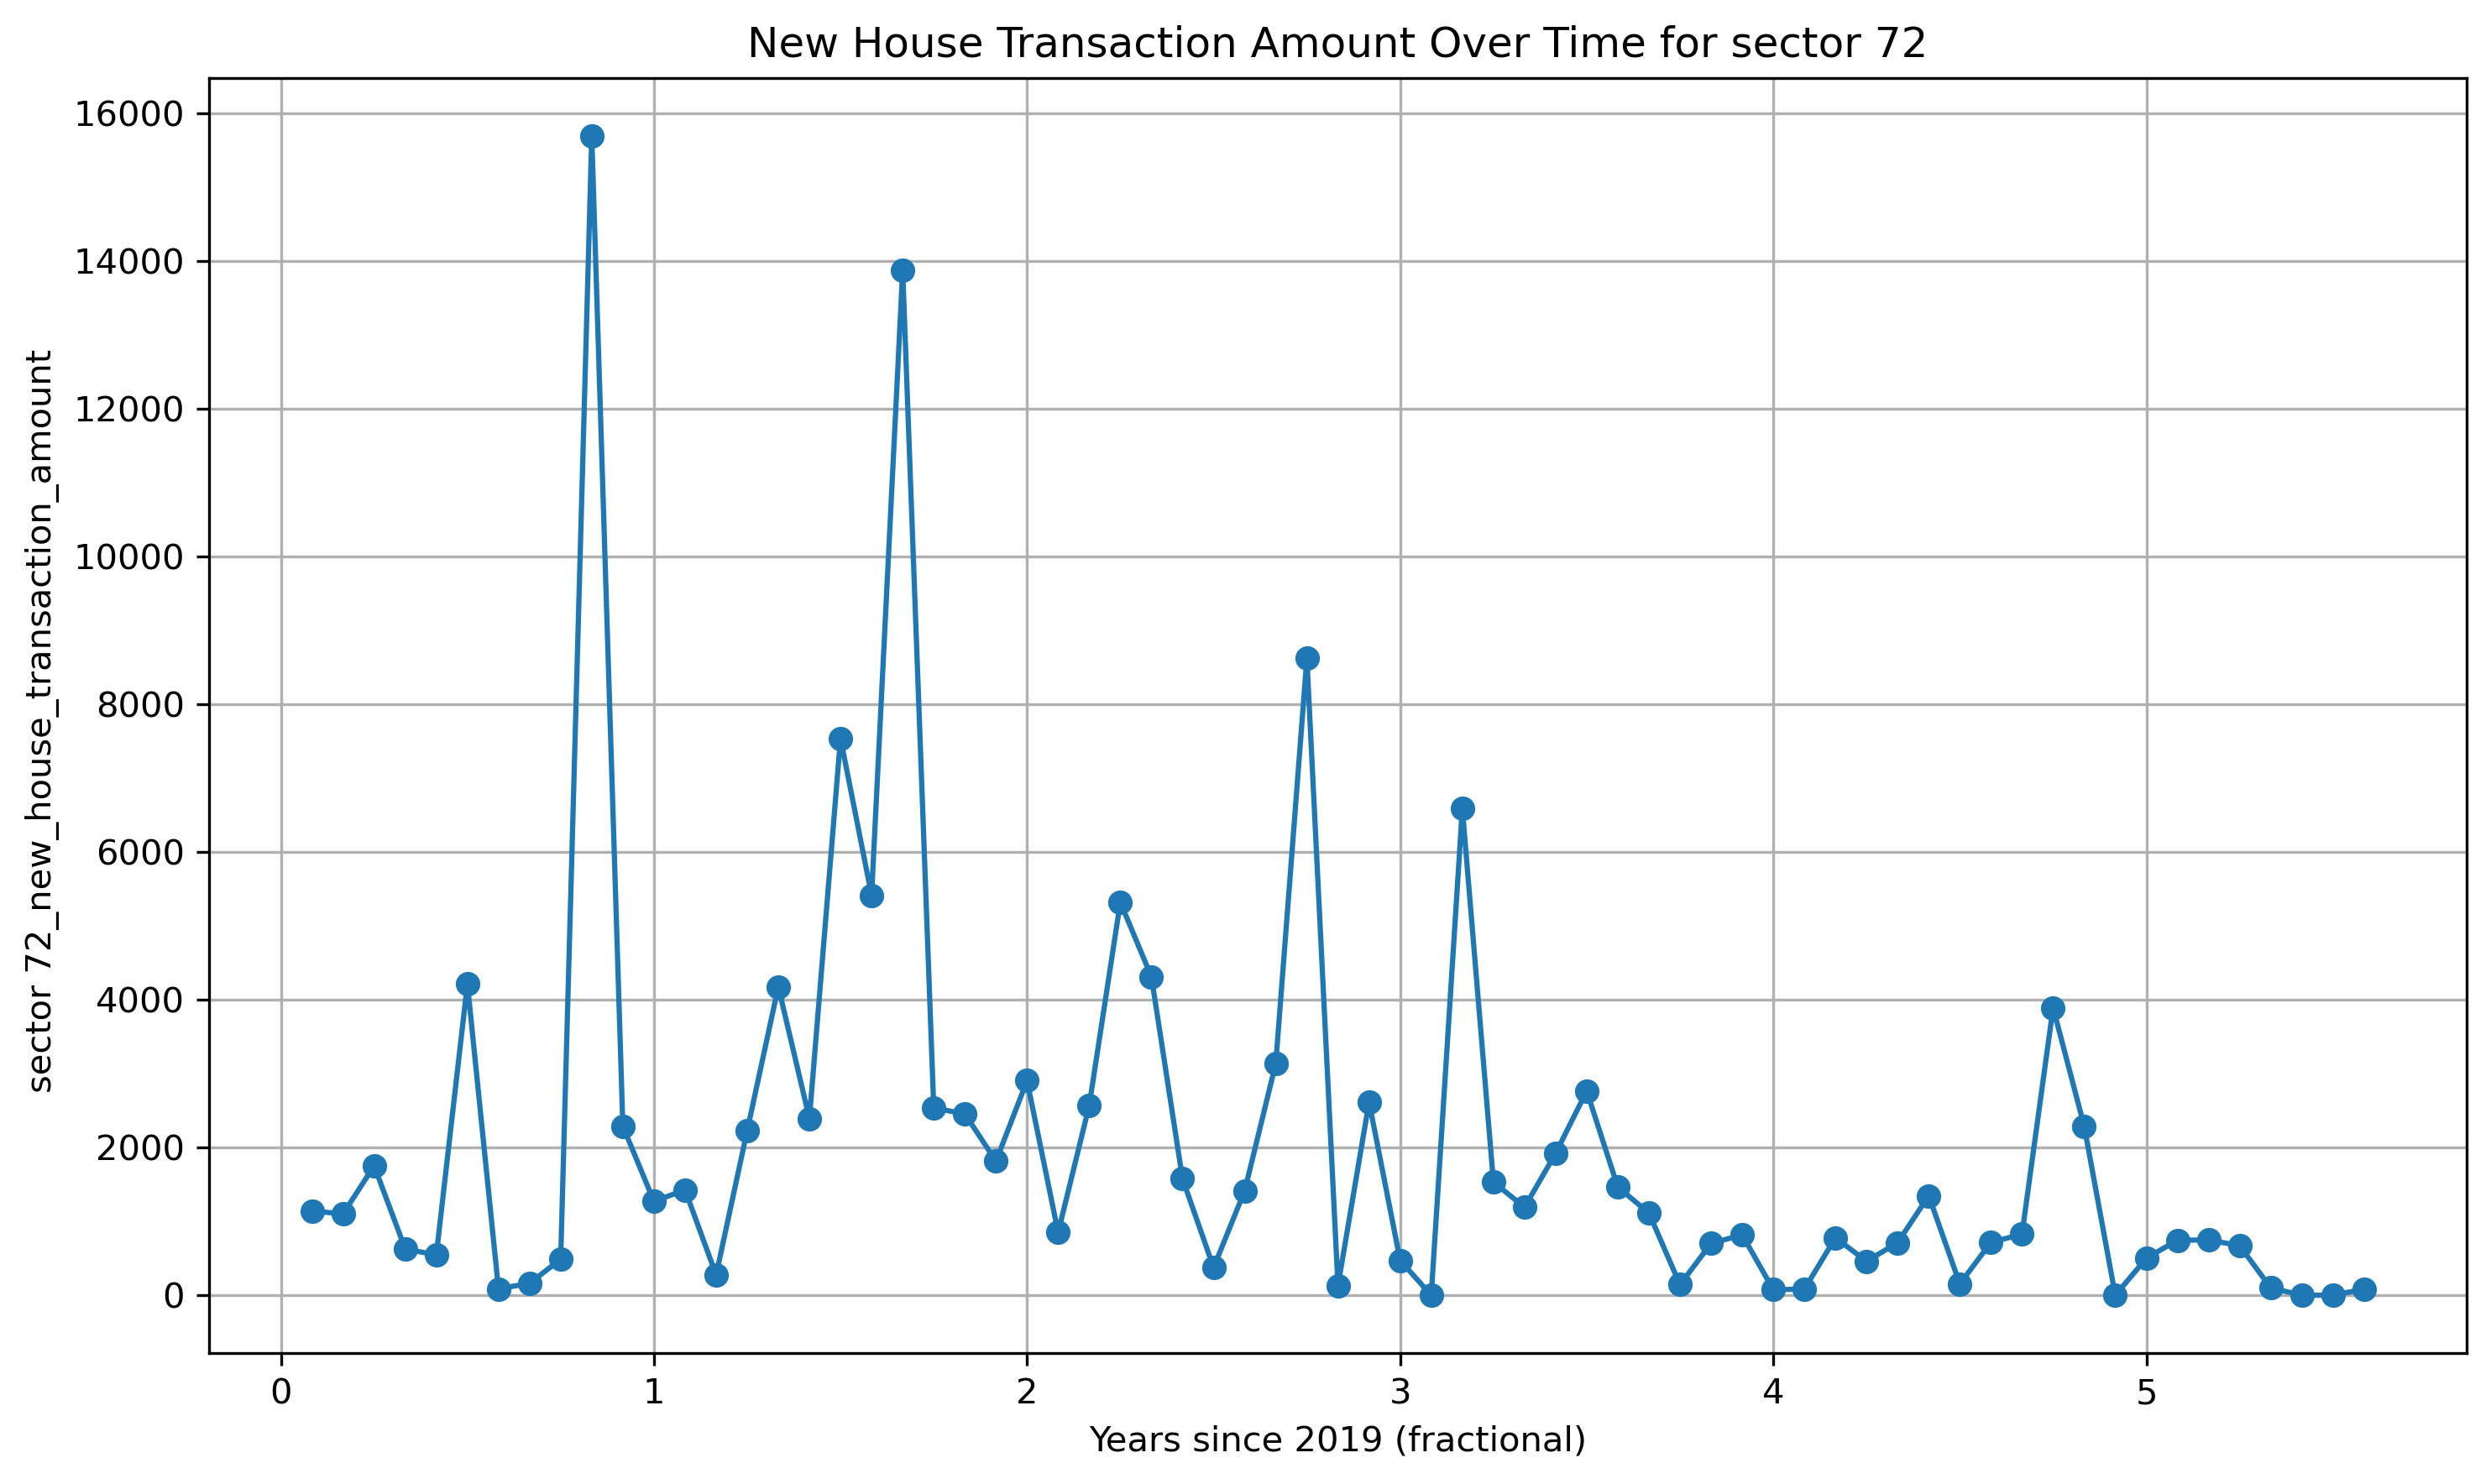 New House Transaction Amount Over Time for sector 72
sector 72_new_house_transaction_amount
16000
14000
12000
10000
8000
6000
4000
2000
0
0 1 2 3 4 5
Years since 2019 (fractional)